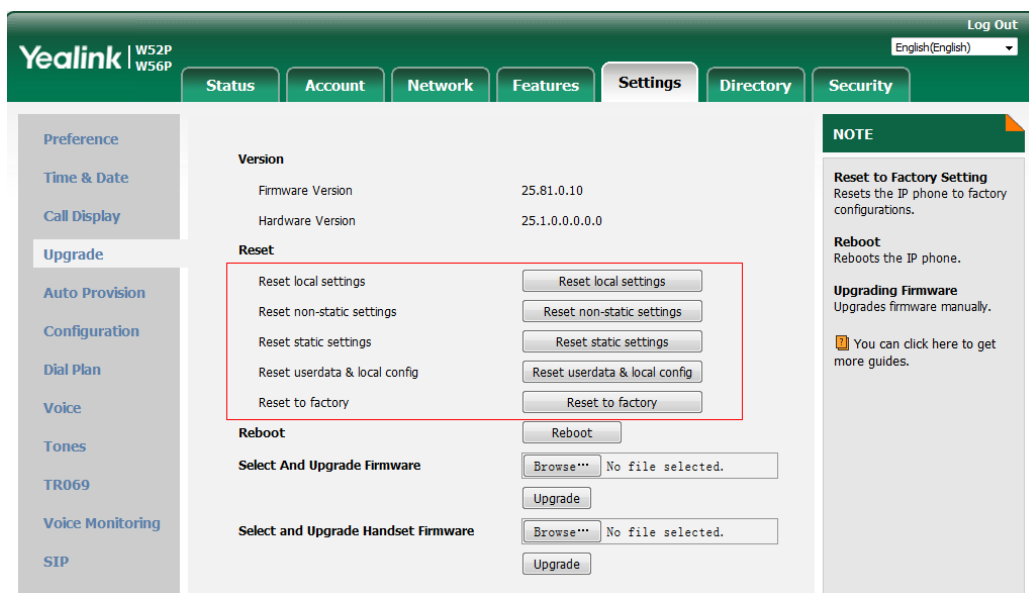 Log Out
Yealink | W52P
W56P
English(English)
Status Account Network Features Settings Directory Security
Preference
Time & Date
Call Display
Upgrade
Auto Provision
Configuration
Dial Plan
Voice
Tones
TR069
Voice Monitoring
SIP
Version
Firmware Version 25.81.0.10
Hardware Version 25.1.0.0.0.0.0
Reset
Reset local settings Reset local settings
Reset non-static settings Reset non-static settings
Reset static settings Reset static settings
Reset userdata & local config Reset userdata & local config
Reset to factory Reset to factory
Reboot Reboot
Select And Upgrade Firmware Browse... No file selected.
Upgrade
Select and Upgrade Handset Firmware Browse... No file selected.
Upgrade
NOTE
Reset to Factory Setting
Resets the IP phone to factory
configurations.
Reboot
Reboots the IP phone.
Upgrading Firmware
Upgrades firmware manually.
? You can click here to get
more guides.